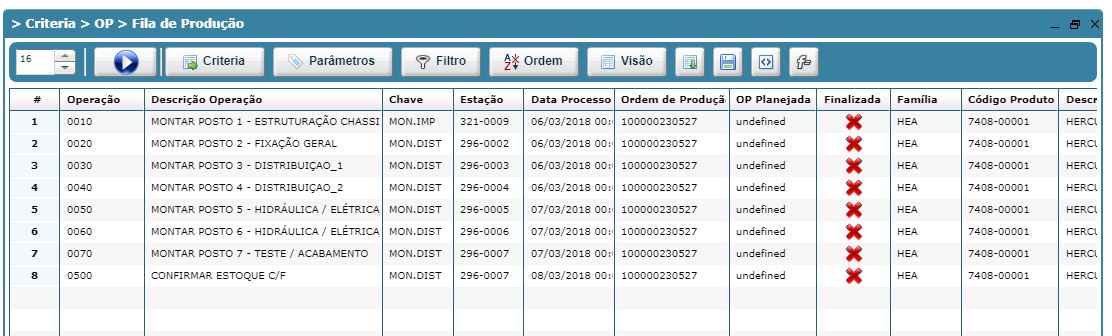 > Criteria > OP > Fila de Produção
16 Criteria Parâmetros Filtro Ordem Visão
# Operação Descrição Operação Chave Estação Data Processo Ordem de Produçã OP Planejada Finalizada Família Código Produto Descr
1 0010 MONTAR POSTO 1 - ESTRUTURAÇÃO CHASSI MON.IMP 321-0009 06/03/2018 00: 100000230527 undefined HEA 7408-00001 HERCU
2 0020 MONTAR POSTO 2 - FIXAÇÃO GERAL MON.DIST 296-0002 06/03/2018 00: 100000230527 undefined HEA 7408-00001 HERCU
3 0030 MONTAR POSTO 3 - DISTRIBUIÇAO_1 MON.DIST 296-0003 06/03/2018 00: 100000230527 undefined HEA 7408-00001 HERCU
4 0040 MONTAR POSTO 4 - DISTRIBUIÇAO_2 MON.DIST 296-0004 06/03/2018 00: 100000230527 undefined HEA 7408-00001 HERCU
5 0050 MONTAR POSTO 5 - HIDRÁULICA / ELÉTRICA MON.DIST 296-0005 07/03/2018 00: 100000230527 undefined HEA 7408-00001 HERCU
6 0060 MONTAR POSTO 6 - HIDRÁULICA / ELÉTRICA MON.DIST 296-0006 07/03/2018 00: 100000230527 undefined HEA 7408-00001 HERCU
7 0070 MONTAR POSTO 7 - TESTE / ACABAMENTO MON.DIST 296-0007 07/03/2018 00: 100000230527 undefined HEA 7408-00001 HERCU
8 0500 CONFIRMAR ESTOQUE C/F MON.DIST 296-0007 08/03/2018 00: 100000230527 undefined HEA 7408-00001 HERCU